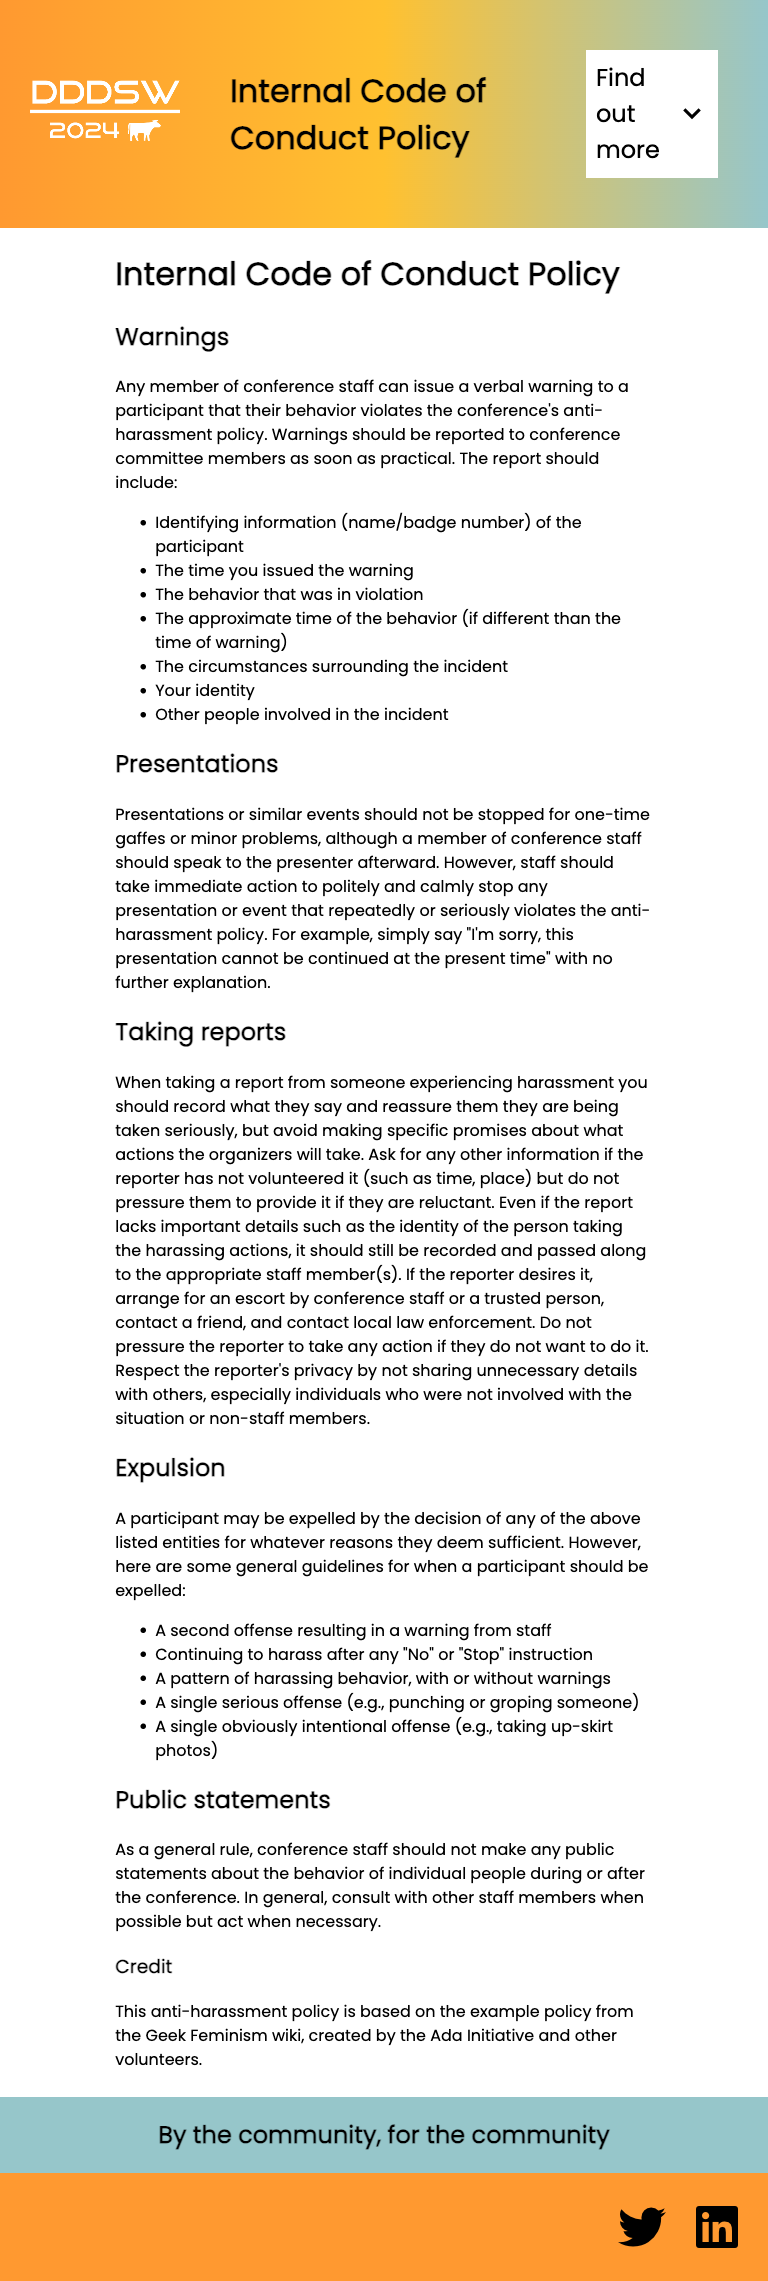 DDDSW
2024
Internal Code of
Conduct Policy
Find
out
more
Internal Code of Conduct Policy
Warnings
Any member of conference staff can issue a verbal warning to a
participant that their behavior violates the conference's anti-
harassment policy. Warnings should be reported to conference
committee members as soon as practical. The report should
include:
• Identifying information (name/badge number) of the
participant
• The time you issued the warning
• The behavior that was in violation
• The approximate time of the behavior (if different than the
time of warning)
• The circumstances surrounding the incident
• Your identity
• Other people involved in the incident
Presentations
Presentations or similar events should not be stopped for one-time
gaffes or minor problems, although a member of conference staff
should speak to the presenter afterward. However, staff should
take immediate action to politely and calmly stop any
presentation or event that repeatedly or seriously violates the anti-
harassment policy. For example, simply say "I'm sorry, this
presentation cannot be continued at the present time" with no
further explanation.
Taking reports
When taking a report from someone experiencing harassment you
should record what they say and reassure them they are being
taken seriously, but avoid making specific promises about what
actions the organizers will take. Ask for any other information if the
reporter has not volunteered it (such as time, place) but do not
pressure them to provide it if they are reluctant. Even if the report
lacks important details such as the identity of the person taking
the harassing actions, it should still be recorded and passed along
to the appropriate staff member(s). If the reporter desires it,
arrange for an escort by conference staff or a trusted person,
contact a friend, and contact local law enforcement. Do not
pressure the reporter to take any action if they do not want to do it.
Respect the reporter's privacy by not sharing unnecessary details
with others, especially individuals who were not involved with the
situation or non-staff members.
Expulsion
A participant may be expelled by the decision of any of the above
listed entities for whatever reasons they deem sufficient. However,
here are some general guidelines for when a participant should be
expelled:
• A second offense resulting in a warning from staff
• Continuing to harass after any "No" or "Stop" instruction
• A pattern of harassing behavior, with or without warnings
• A single serious offense (e.g., punching or groping someone)
• A single obviously intentional offense (e.g., taking up-skirt
photos)
Public statements
As a general rule, conference staff should not make any public
statements about the behavior of individual people during or after
the conference. In general, consult with other staff members when
possible but act when necessary.
Credit
This anti-harassment policy is based on the example policy from
the Geek Feminism wiki, created by the Ada Initiative and other
volunteers.
By the community, for the community
in